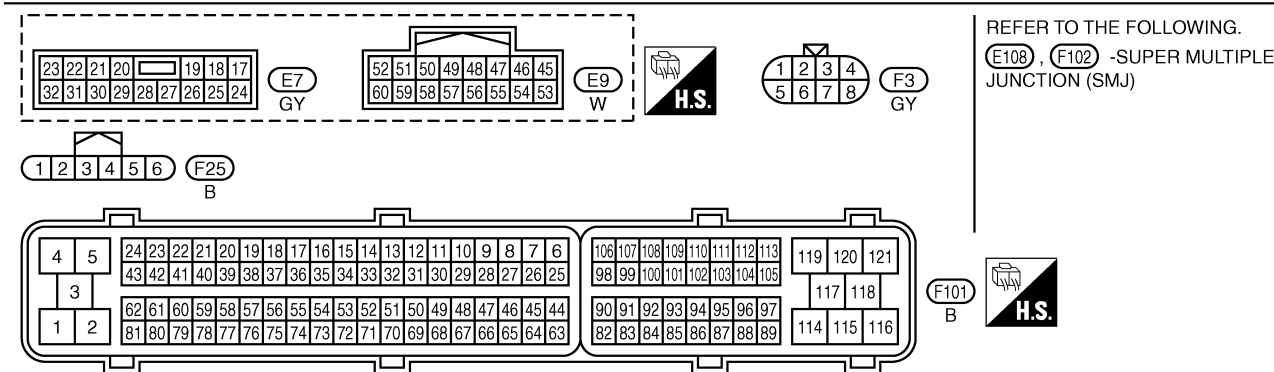 23 22 21 20 19 18 17
32 31 30 29 28 27 26 25 24
E7
GY
52 51 50 49 48 47 46 45
60 59 58 57 56 55 54 53
E9
W
H.S.
1 2 3 4
5 6 7 8
F3
GY
REFER TO THE FOLLOWING.
E108 , F102 -SUPER MULTIPLE
JUNCTION (SMJ)
1 2 3 4 5 6
F25
B
4 5
3
1 2
24 23 22 21 20 19 18 17 16 15 14 13 12 11 10 9 8 7 6
43 42 41 40 39 38 37 36 35 34 33 32 31 30 29 28 27 26 25
62 61 60 59 58 57 56 55 54 53 52 51 50 49 48 47 46 45 44
81 80 79 78 77 76 75 74 73 72 71 70 69 68 67 66 65 64 63
106 107 108 109 110 111 112 113
98 99 100 101 102 103 104 105
90 91 92 93 94 95 96 97
82 83 84 85 86 87 88 89
119 120 121
117 118
114 115 116
F101
B
H.S.